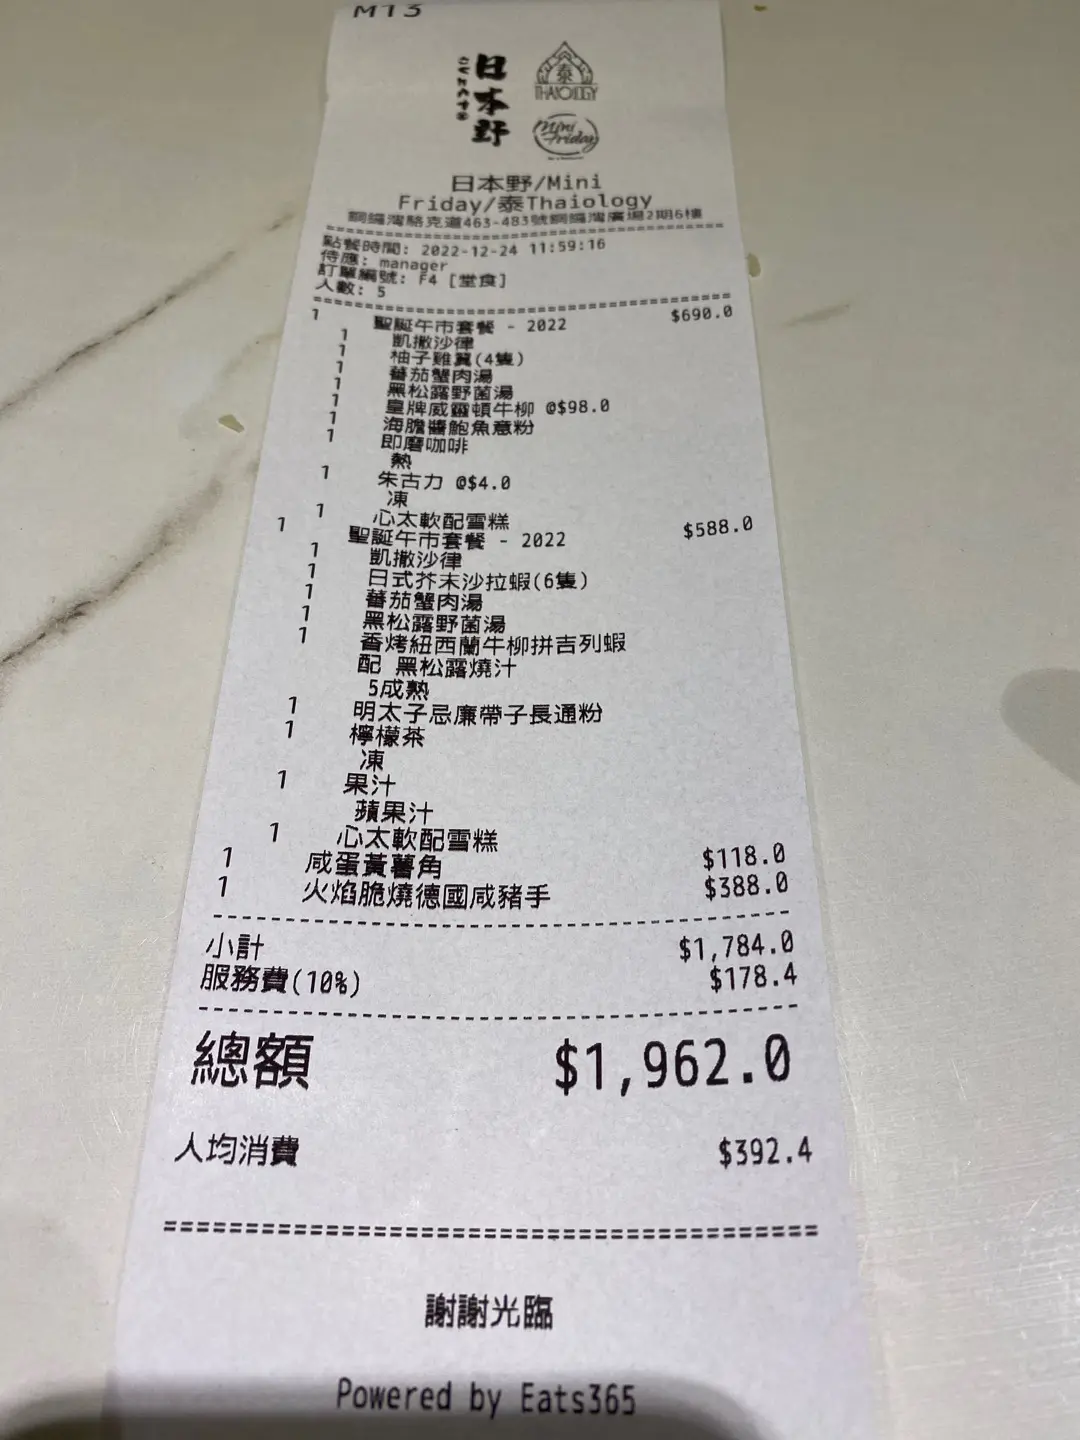 M13
日本野
泰
THAIOLOGY
Mini Friday
日本野/Mini
Friday/泰Thaiology
銅鑼灣駱克道463-483號銅鑼灣廣場2期6樓
點餐時間: 2022-12-24 11:59:16
侍應: manager
訂單編號: F4 [堂食]
人數: 5
1 聖誕午市套餐 - 2022 $690.0
1 凱撒沙律
1 柚子雞翼(4隻)
1 蕃茄蟹肉湯
1 黑松露野菌湯
1 皇牌威靈頓牛柳 @$98.0
1 海膽醬鮑魚意粉
1 即磨咖啡
熱
1 朱古力 @$4.0
凍
1 心太軟配雪糕
1 聖誕午市套餐 - 2022 $588.0
1 凱撒沙律
1 日式芥末沙拉蝦(6隻)
1 蕃茄蟹肉湯
1 黑松露野菌湯
1 香烤紐西蘭牛柳拼吉列蝦
配 黑松露燒汁
5成熟
1 明太子忌廉帶子長通粉
1 檸檬茶
凍
1 果汁
蘋果汁
1 心太軟配雪糕
1 咸蛋黃薯角 $118.0
1 火焰脆燒德國咸豬手 $388.0
小計 $1,784.0
服務費(10%) $178.4
總額 $1,962.0
人均消費 $392.4
謝謝光臨
Powered by Eats365